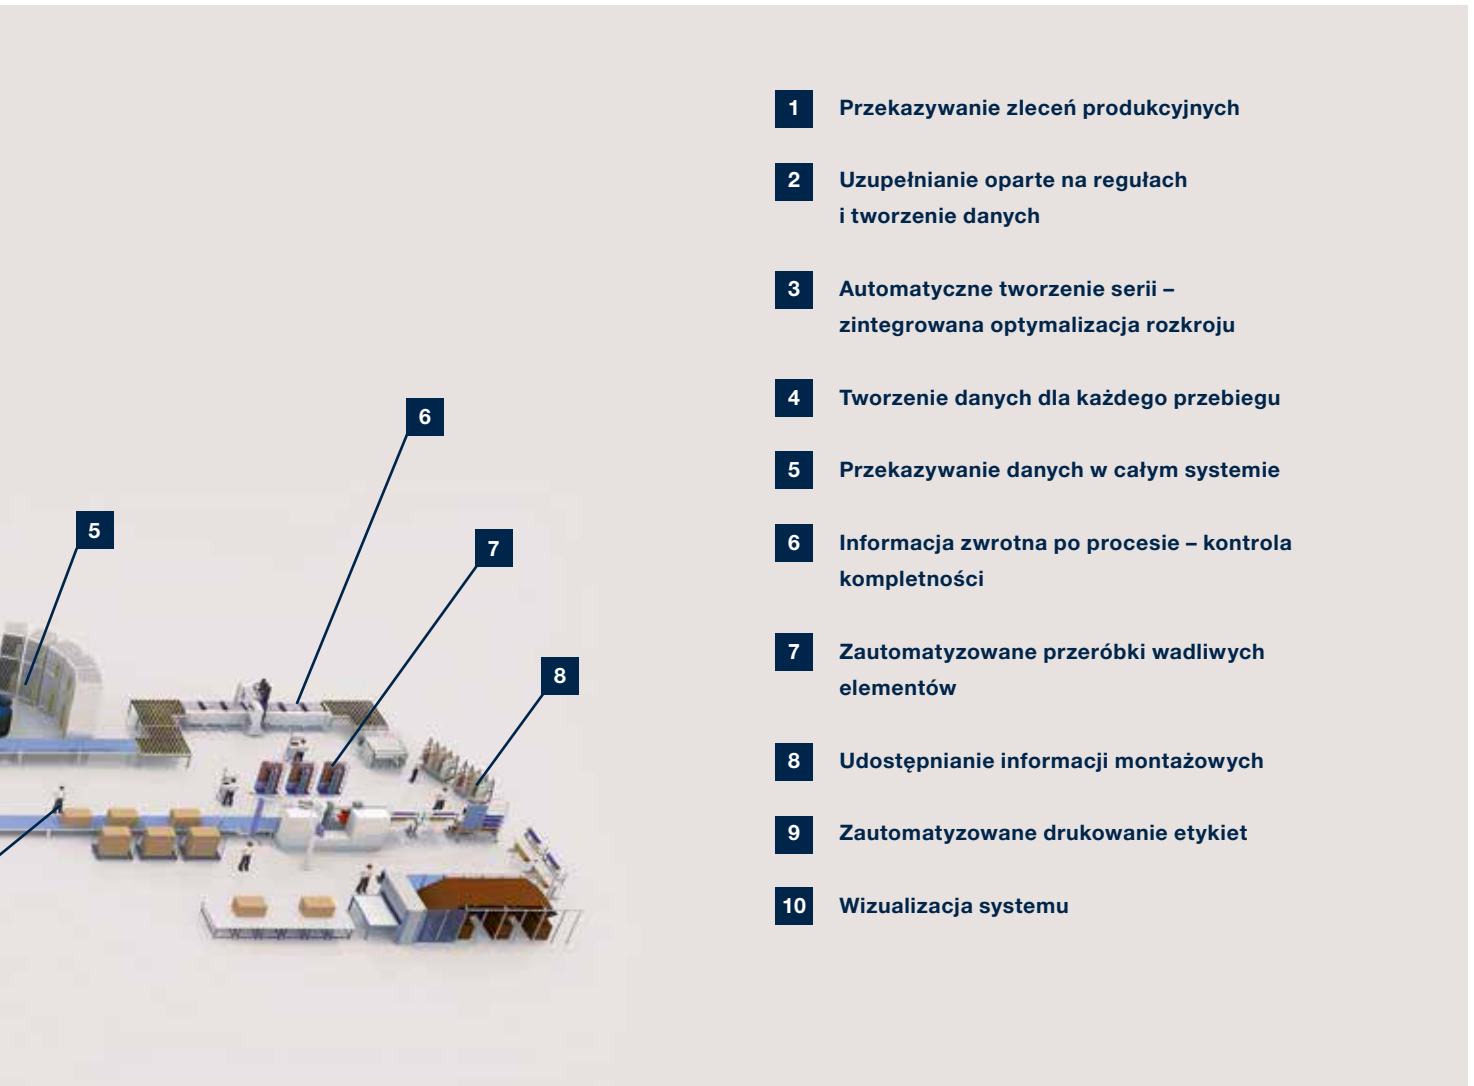 1 Przekazywanie zleceń produkcyjnych
2 Uzupełnianie oparte na regułach
i tworzenie danych
3 Automatyczne tworzenie serii –
zintegrowana optymalizacja rozkroju
4 Tworzenie danych dla każdego przebiegu
5 Przekazywanie danych w całym systemie
6 Informacja zwrotna po procesie – kontrola
kompletności
7 Zautomatyzowane przeróbki wadliwych
elementów
8 Udostępnianie informacji montażowych
9 Zautomatyzowane drukowanie etykiet
10 Wizualizacja systemu
6
5
7
8